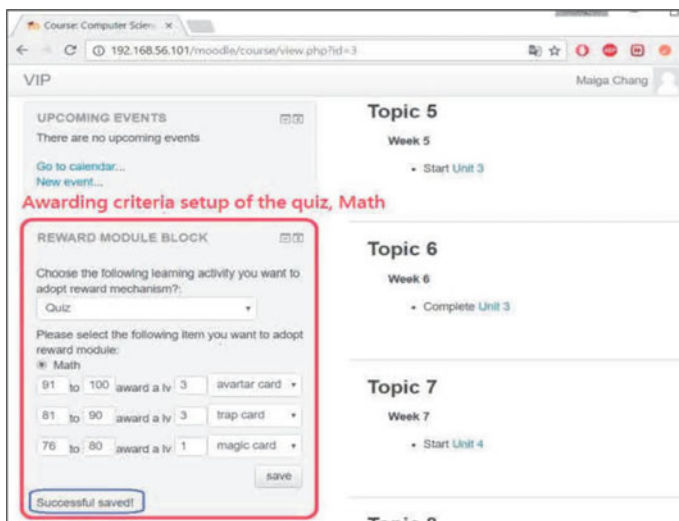 Course: Computer Scien
192.168.56.101/moodle/course/view.php?id=3
VIP
Maiga Chang
UPCOMING EVENTS
There are no upcoming events
Go to calendar...
New event...
Awarding criteria setup of the quiz, Math
REWARD MODULE BLOCK
Choose the following learning activity you want to
adopt reward mechanism?:
Quiz
Please select the following item you want to adopt
reward module:
Math
91 to 100 award a lv 3 avartar card
81 to 90 award a lv 3 trap card
76 to 80 award a lv 1 magic card
save
Successful saved!
Topic 5
Week 5
Start Unit 3
Topic 6
Week 6
Complete Unit 3
Topic 7
Week 7
Start Unit 4